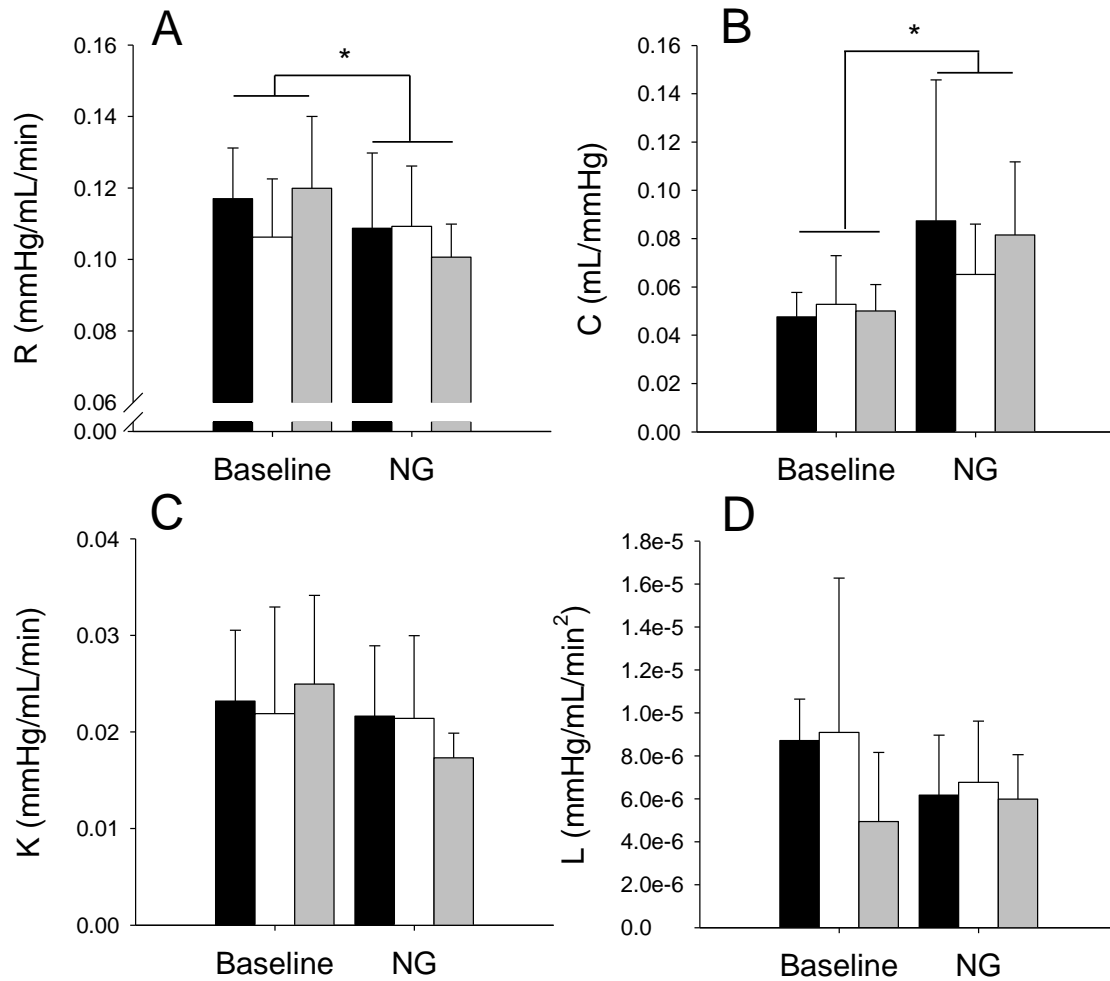 A
R (mmHg/mL/min)
0.16
0.14
0.12
0.10
0.08
0.06
0.00
*
Baseline NG
B
C (mL/mmHg)
0.16
0.14
0.12
0.10
0.08
0.06
0.04
0.02
0.00
*
Baseline NG
C
K (mmHg/mL/min)
0.04
0.03
0.02
0.01
0.00
Baseline NG
D
L (mmHg/mL/min²)
1.8e-5
1.6e-5
1.4e-5
1.2e-5
1.0e-5
8.0e-6
6.0e-6
4.0e-6
2.0e-6
0.0
Baseline NG